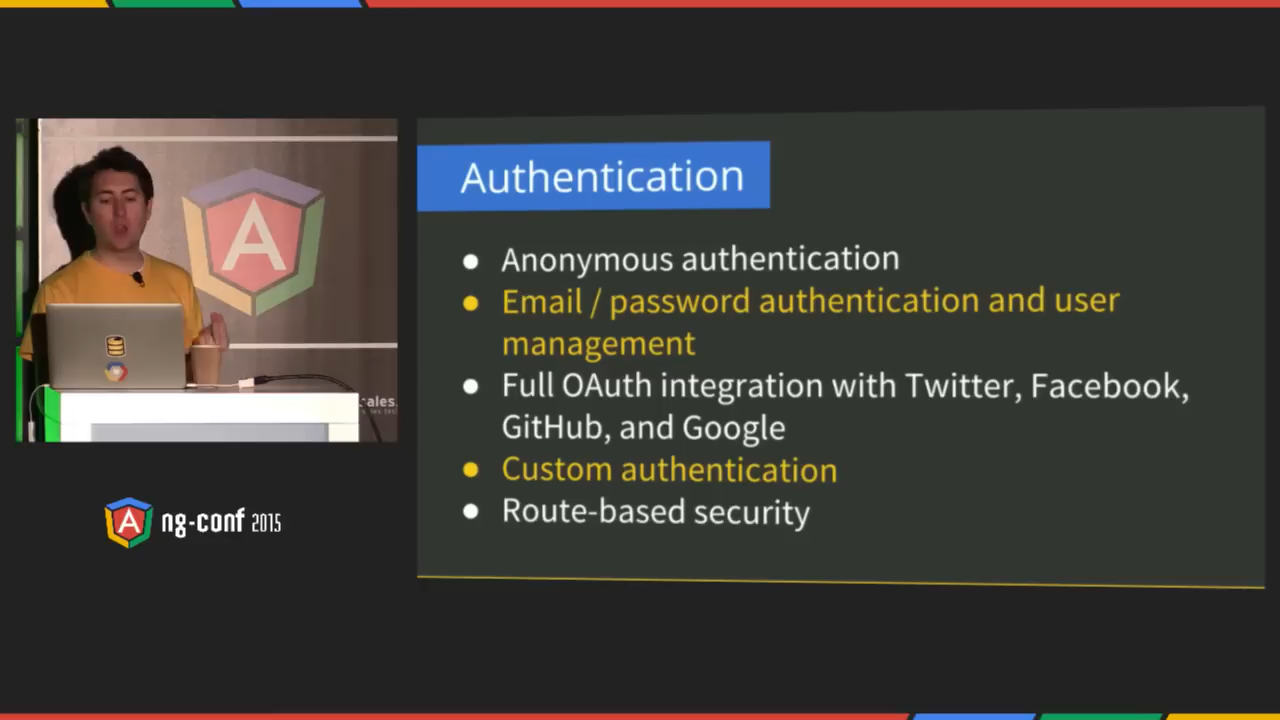 Authentication
● Anonymous authentication
● Email / password authentication and user
management
● Full OAuth integration with Twitter, Facebook,
GitHub, and Google
● Custom authentication
● Route-based security
A
ales.
A ng-conf 2015